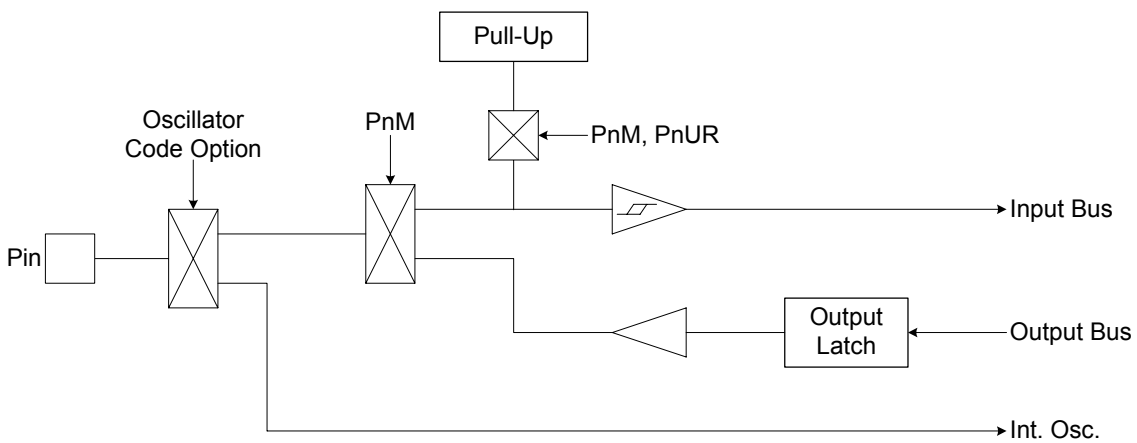 Pull-Up
Oscillator
Code Option
PnM
PnM, PnUR
Input Bus
Pin
Output
Latch
Output Bus
Int. Osc.